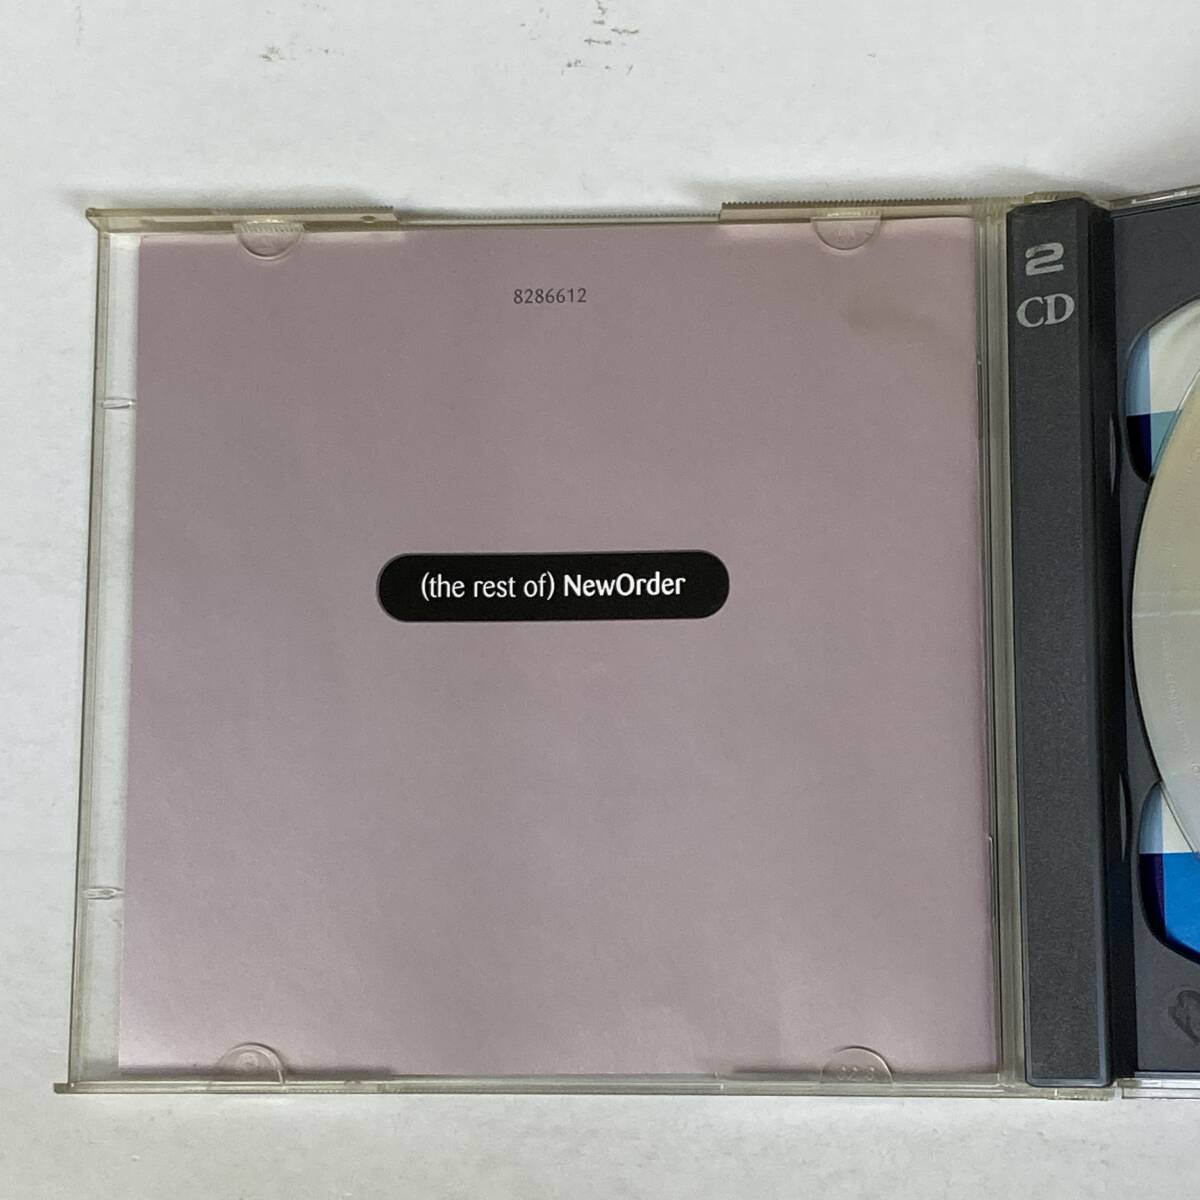 8286612
(the rest of) NewOrder
2
CD